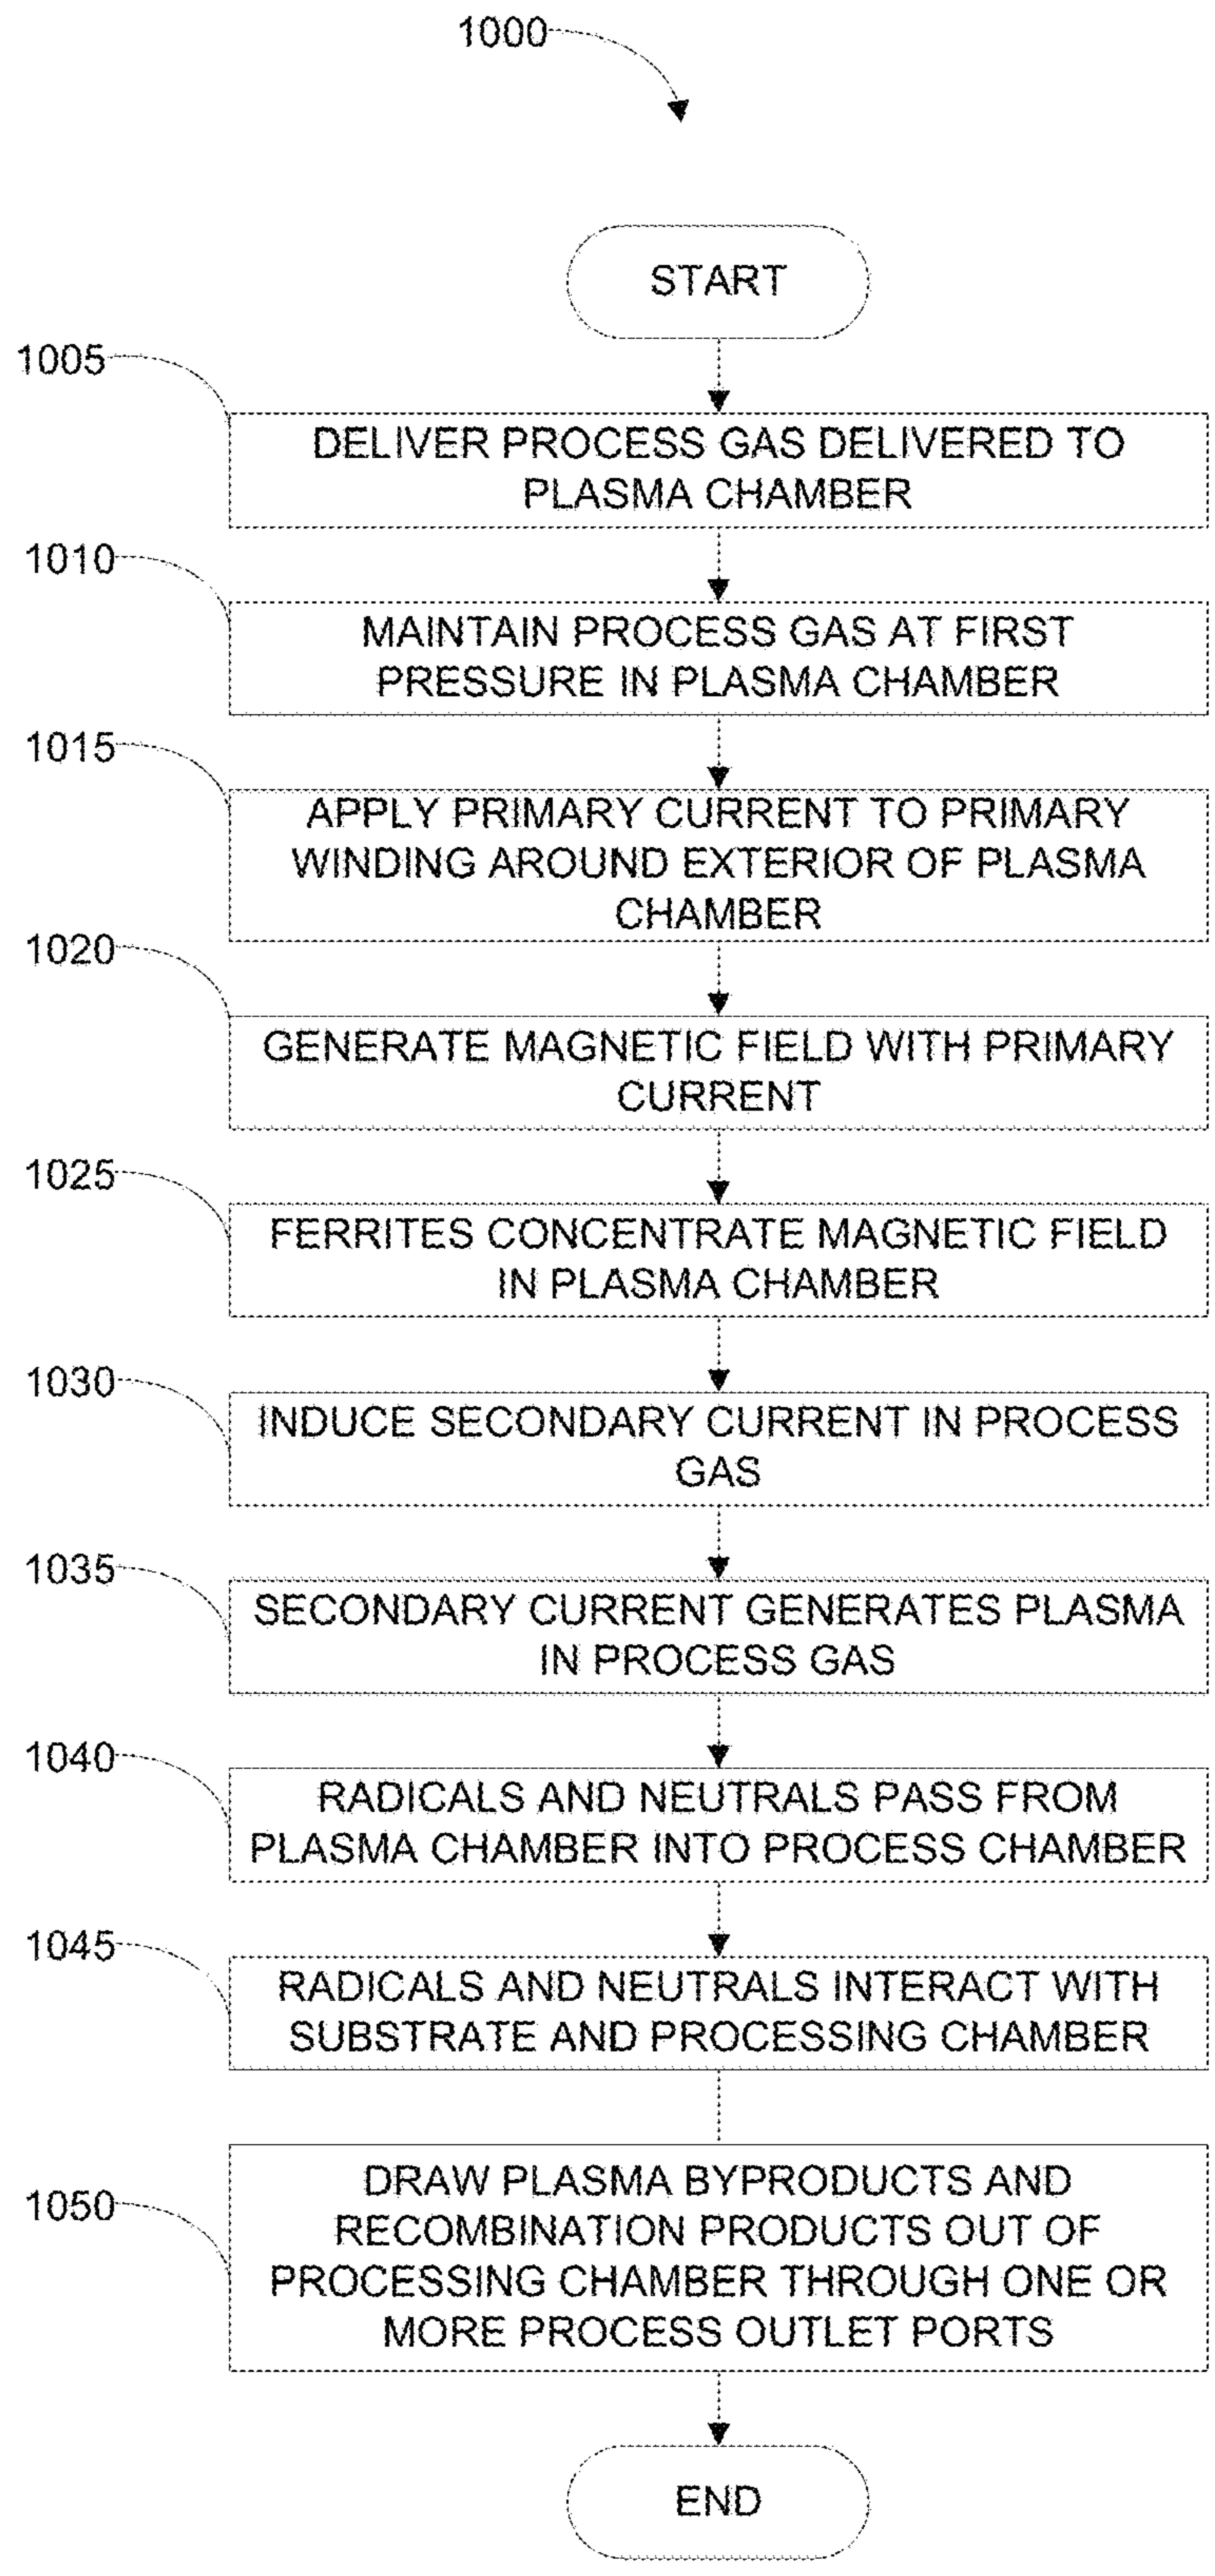 1000
START
1005
DELIVER PROCESS GAS DELIVERED TO
PLASMA CHAMBER
1010
MAINTAIN PROCESS GAS AT FIRST
PRESSURE IN PLASMA CHAMBER
1015
APPLY PRIMARY CURRENT TO PRIMARY
WINDING AROUND EXTERIOR OF PLASMA
CHAMBER
1020
GENERATE MAGNETIC FIELD WITH PRIMARY
CURRENT
1025
FERRITES CONCENTRATE MAGNETIC FIELD
IN PLASMA CHAMBER
1030
INDUCE SECONDARY CURRENT IN PROCESS
GAS
1035
SECONDARY CURRENT GENERATES PLASMA
IN PROCESS GAS
1040
RADICALS AND NEUTRALS PASS FROM
PLASMA CHAMBER INTO PROCESS CHAMBER
1045
RADICALS AND NEUTRALS INTERACT WITH
SUBSTRATE AND PROCESSING CHAMBER
1050
DRAW PLASMA BYPRODUCTS AND
RECOMBINATION PRODUCTS OUT OF
PROCESSING CHAMBER THROUGH ONE OR
MORE PROCESS OUTLET PORTS
END